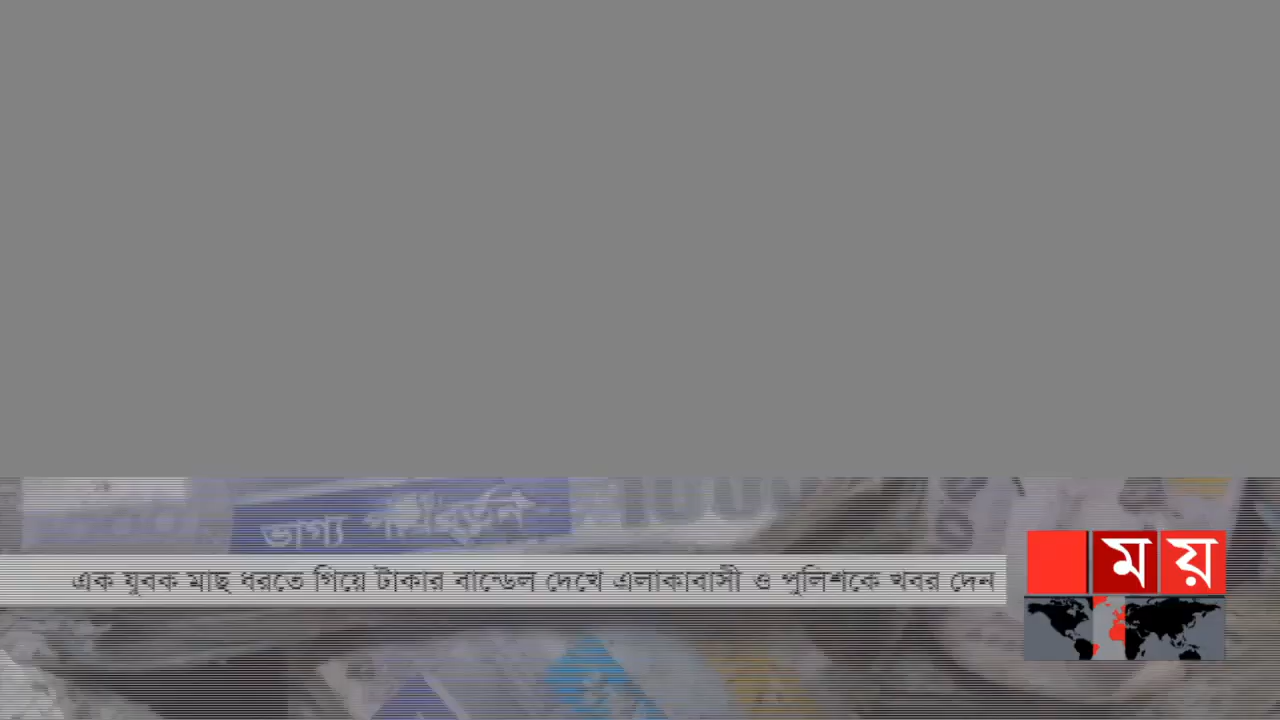 ভাগ্য পরিবর্তন
এক যুবক মাছ ধরতে গিয়ে টাকার বান্ডেল দেখে এলাকাবাসী ও পুলিশকে খবর দেন
ময়